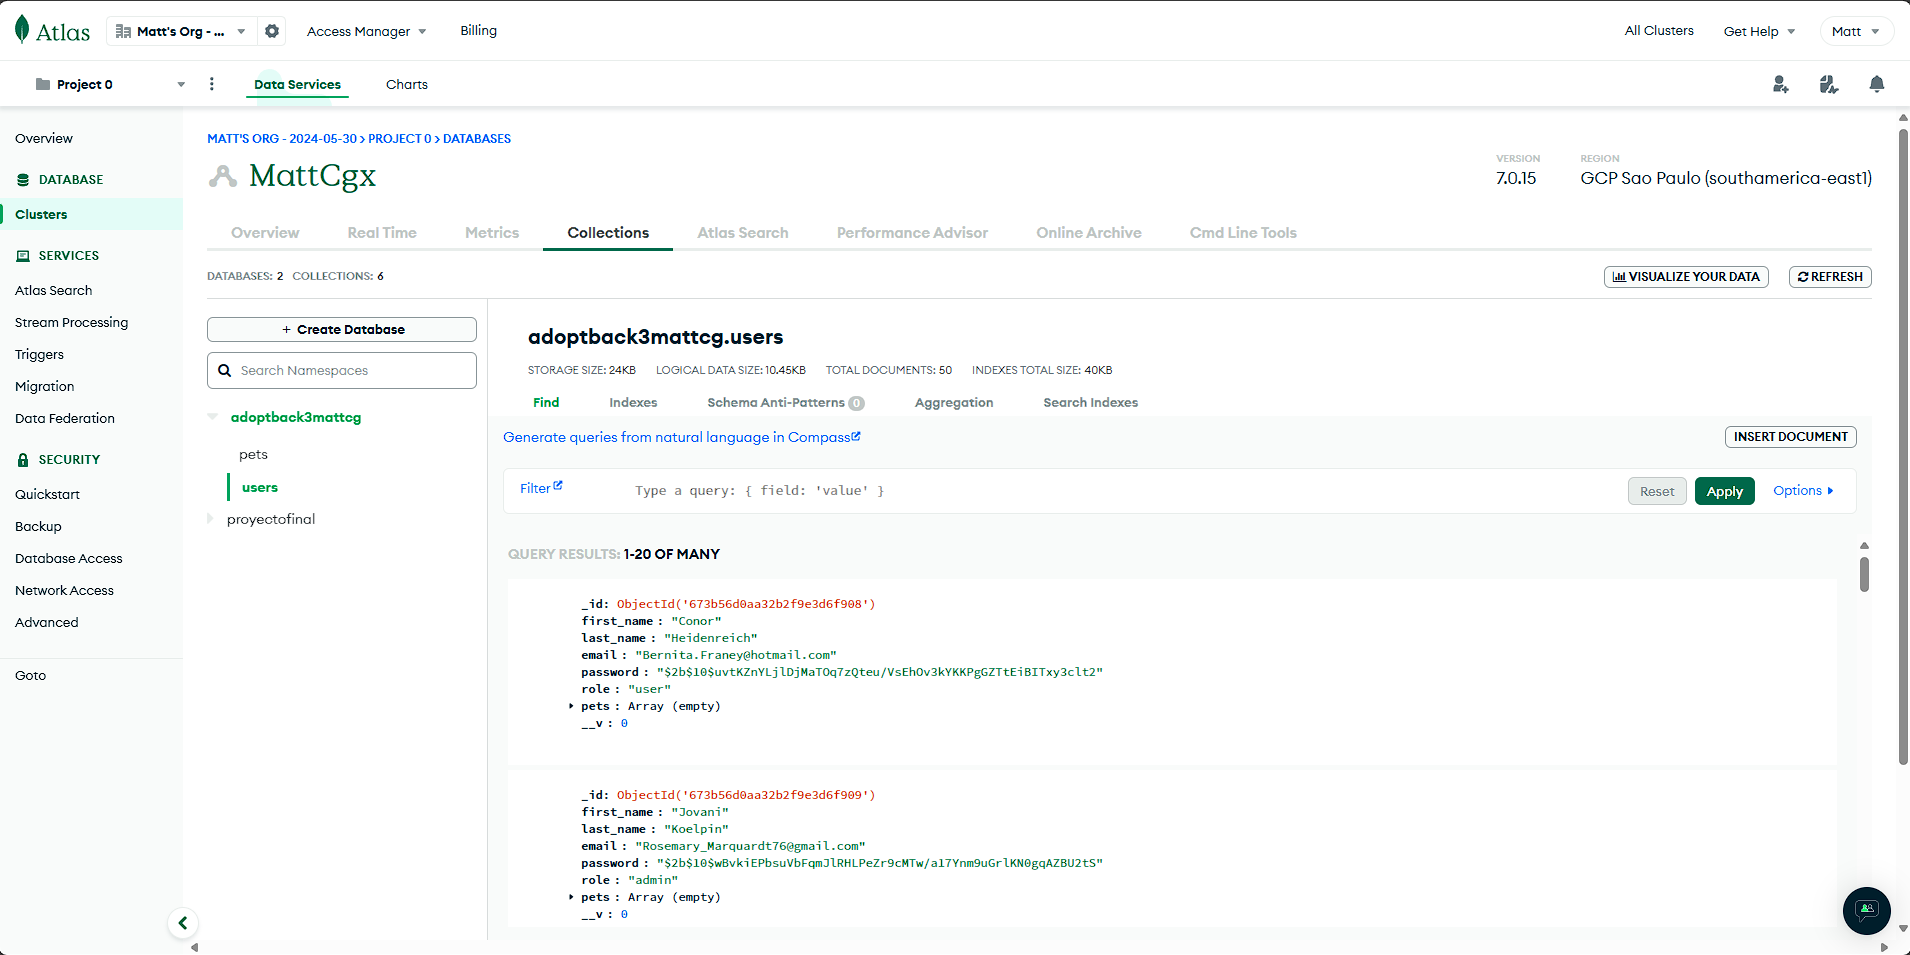 Atlas
Matt's Org - ...
Access Manager
Billing
All Clusters
Get Help
Matt
Project 0
Data Services
Charts
Overview
DATABASE
Clusters
SERVICES
Atlas Search
Stream Processing
Triggers
Migration
Data Federation
SECURITY
Quickstart
Backup
Database Access
Network Access
Advanced
Goto
MATT'S ORG - 2024-05-30 > PROJECT 0 > DATABASES
MattCgx
VERSION
7.0.15
REGION
GCP Sao Paulo (southamerica-east1)
Overview
Real Time
Metrics
Collections
Atlas Search
Performance Advisor
Online Archive
Cmd Line Tools
DATABASES: 2 COLLECTIONS: 6
VISUALIZE YOUR DATA
REFRESH
+ Create Database
Search Namespaces
adoptback3mattcg
pets
users
proyectofinal
adoptback3mattcg.users
STORAGE SIZE: 24KB LOGICAL DATA SIZE: 10.45KB TOTAL DOCUMENTS: 50 INDEXES TOTAL SIZE: 40KB
Find
Indexes
Schema Anti-Patterns 0
Aggregation
Search Indexes
Generate queries from natural language in Compass
INSERT DOCUMENT
Filter
Type a query: { field: 'value' }
Reset
Apply
Options
QUERY RESULTS: 1-20 OF MANY
_id: ObjectId('673b56d0aa32b2f9e3d6f908')
first_name : "Conor"
last_name : "Heidenreich"
email : "Bernita.Franey@hotmail.com"
password : "$2b$10$uvtKZnYLjlDjMaTOq7zQteu/VsEhOv3kYKKPgGZTtEiBITxy3clt2"
role : "user"
pets : Array (empty)
__v : 0
_id: ObjectId('673b56d0aa32b2f9e3d6f909')
first_name : "Jovani"
last_name : "Koelpin"
email : "Rosemary_Marquardt76@gmail.com"
password : "$2b$10$wBvkiEPbsuVbFqmJlRHLPeZr9cMTw/a17Ynm9uGrlKN0gqAZBU2tS"
role : "admin"
pets : Array (empty)
__v : 0